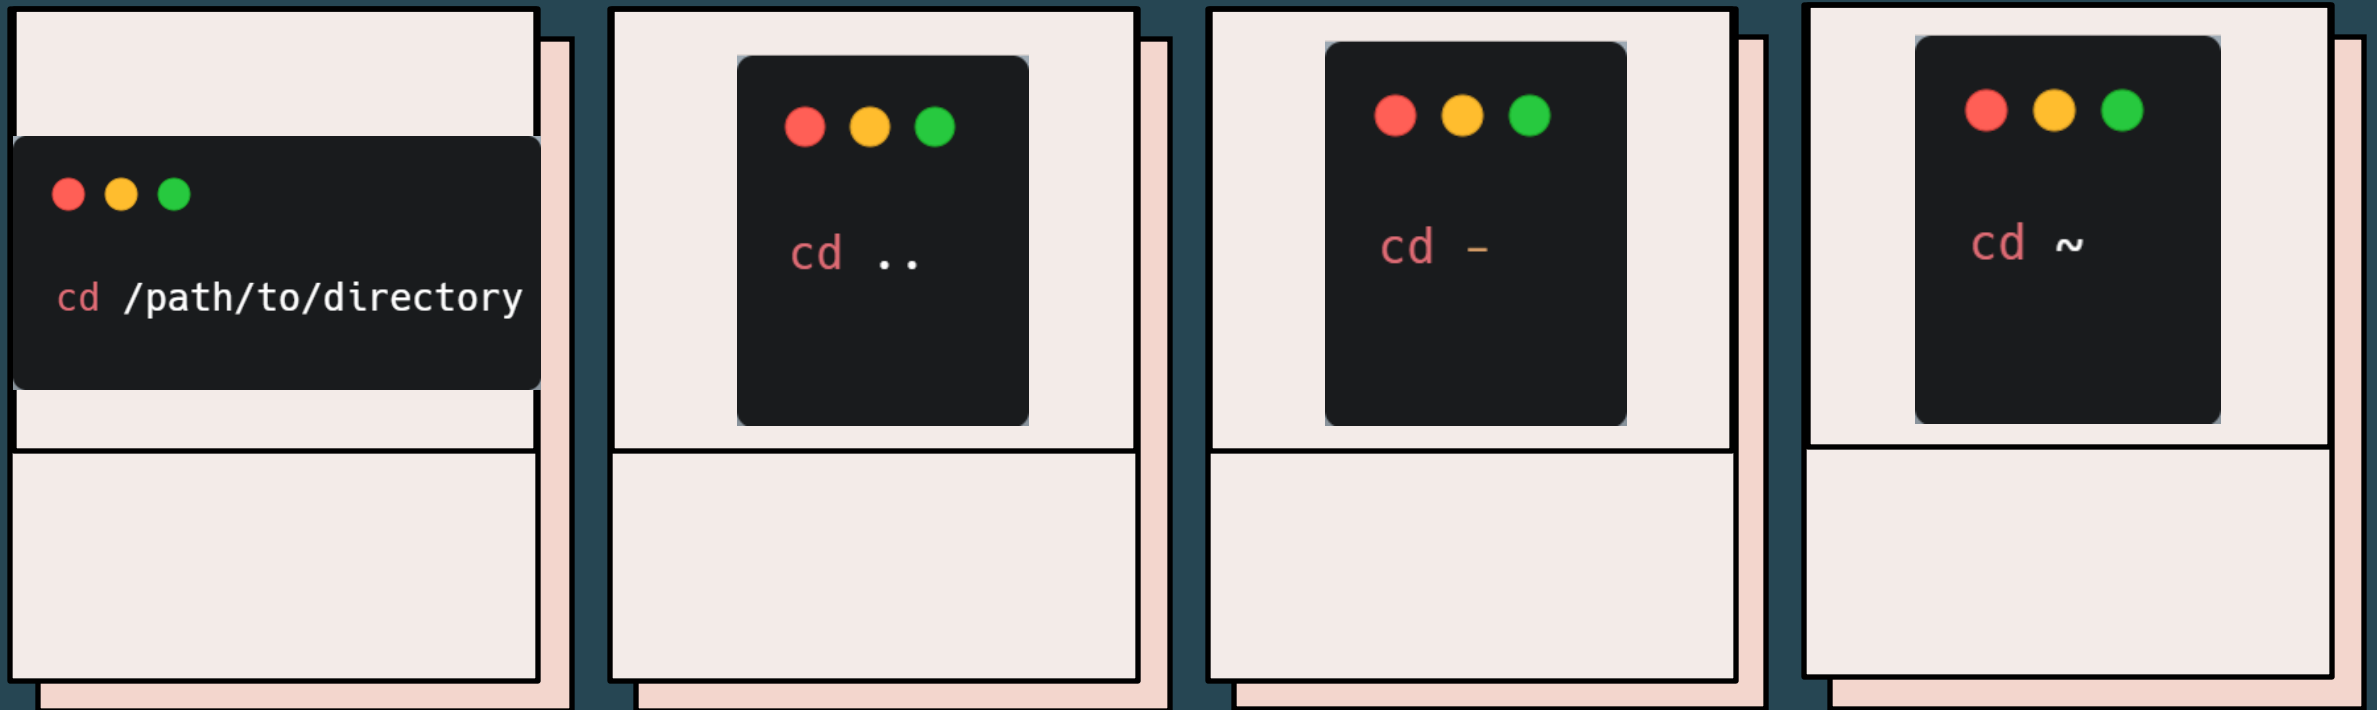 cd /path/to/directory
cd ..
cd -
cd ~